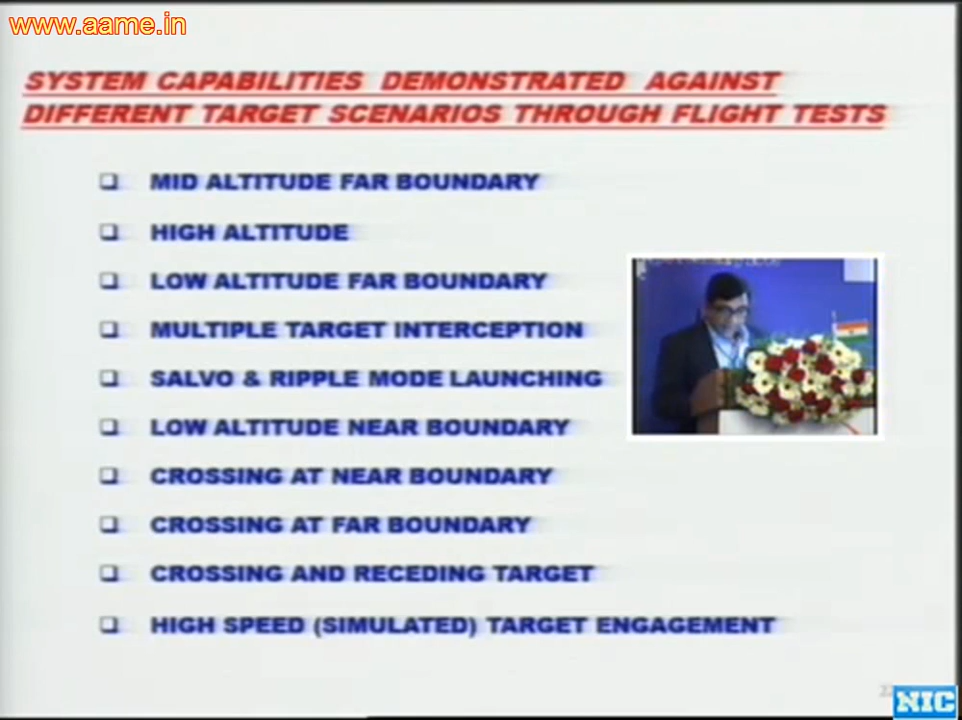 www.aame.in
SYSTEM CAPABILITIES DEMONSTRATED AGAINST
DIFFERENT TARGET SCENARIOS THROUGH FLIGHT TESTS
❑ MID ALTITUDE FAR BOUNDARY
❑ HIGH ALTITUDE
❑ LOW ALTITUDE FAR BOUNDARY
❑ MULTIPLE TARGET INTERCEPTION
❑ SALVO & RIPPLE MODE LAUNCHING
❑ LOW ALTITUDE NEAR BOUNDARY
❑ CROSSING AT NEAR BOUNDARY
❑ CROSSING AT FAR BOUNDARY
❑ CROSSING AND RECEDING TARGET
❑ HIGH SPEED (SIMULATED) TARGET ENGAGEMENT
NIC